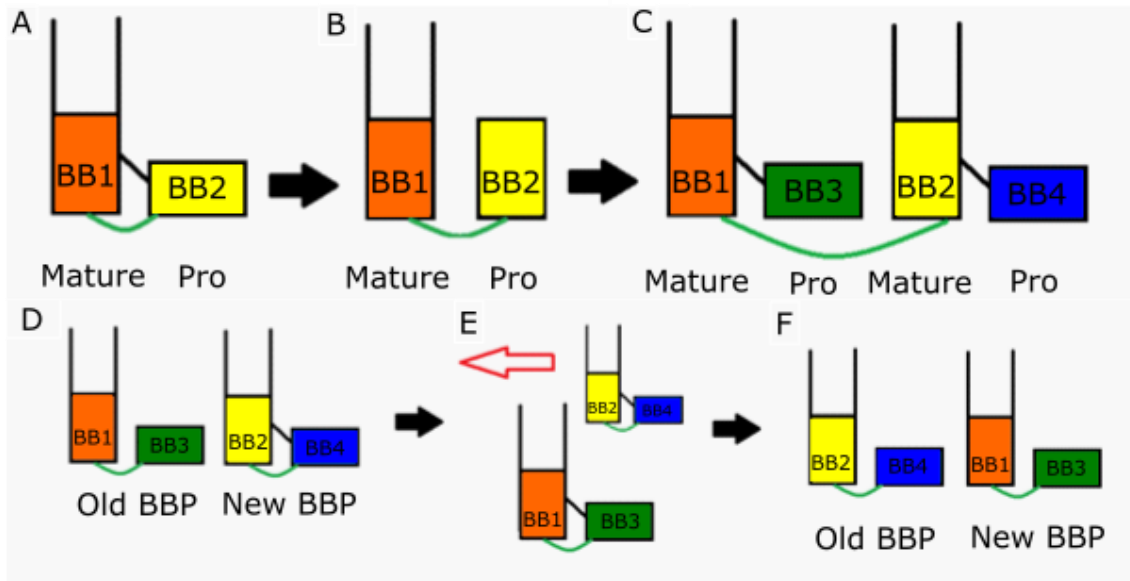 A B C
BB1 BB2 BB1 BB2 BB1 BB3 BB2 BB4
Mature Pro Mature Pro Mature Pro Mature Pro
D E F
BB1 BB3 BB2 BB4 BB2 BB4 BB2 BB4 BB1 BB3
Old BBP New BBP BB1 BB3 Old BBP New BBP